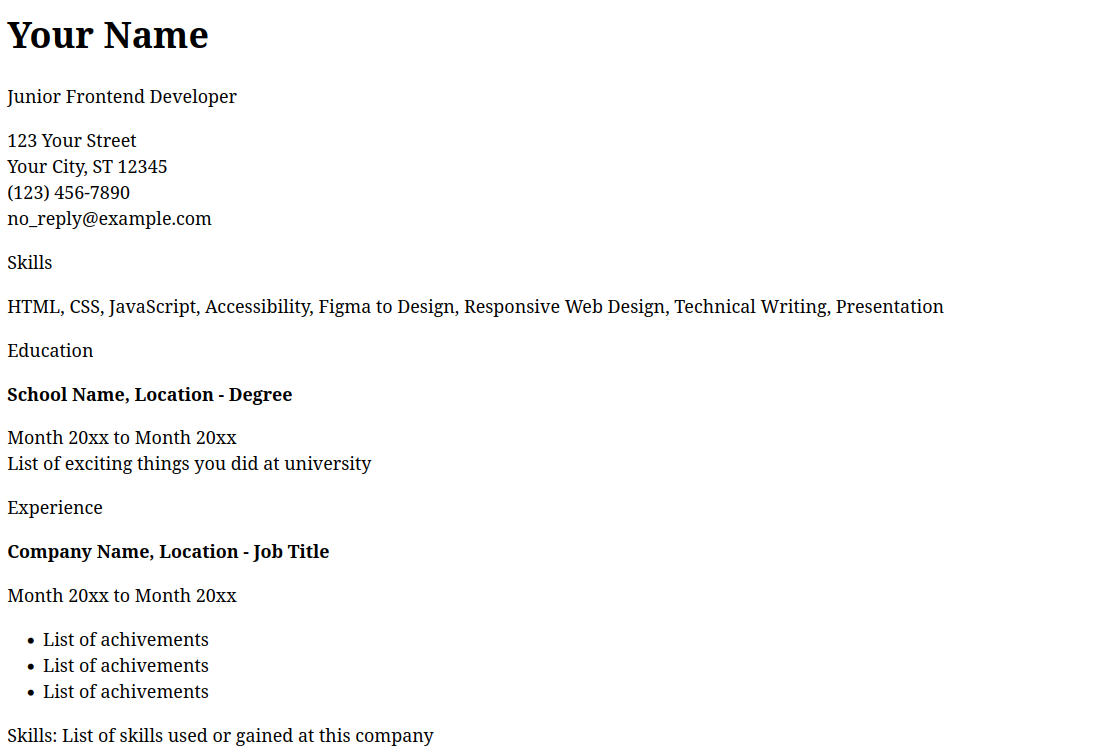 Your Name
Junior Frontend Developer
123 Your Street
Your City, ST 12345
(123) 456-7890
no_reply@example.com
Skills
HTML, CSS, JavaScript, Accessibility, Figma to Design, Responsive Web Design, Technical Writing, Presentation
Education
School Name, Location - Degree
Month 20xx to Month 20xx
List of exciting things you did at university
Experience
Company Name, Location - Job Title
Month 20xx to Month 20xx
• List of achivements
• List of achivements
• List of achivements
Skills: List of skills used or gained at this company